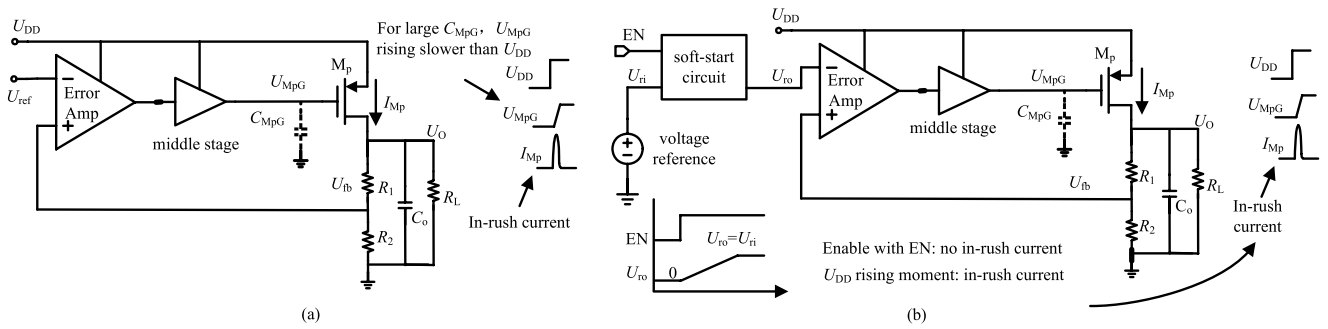 U_DD
U_ref
−
Error
Amp
+
middle stage
U_MpG
C_MpG
M_p
I_Mp
U_O
U_fb
R_1
R_2
C_o
R_L
For large C_MpG, U_MpG
rising slower than U_DD
U_DD
U_MpG
I_Mp
In-rush current
(a)
EN
U_ri
soft-start
circuit
U_ro
voltage
reference
+
−
U_DD
−
Error
Amp
+
middle stage
U_MpG
C_MpG
M_p
I_Mp
U_O
U_fb
R_1
R_2
C_o
R_L
U_DD
U_MpG
I_Mp
In-rush
current
EN
U_ro=U_ri
U_ro
0
Enable with EN: no in-rush current
U_DD rising moment: in-rush current
(b)